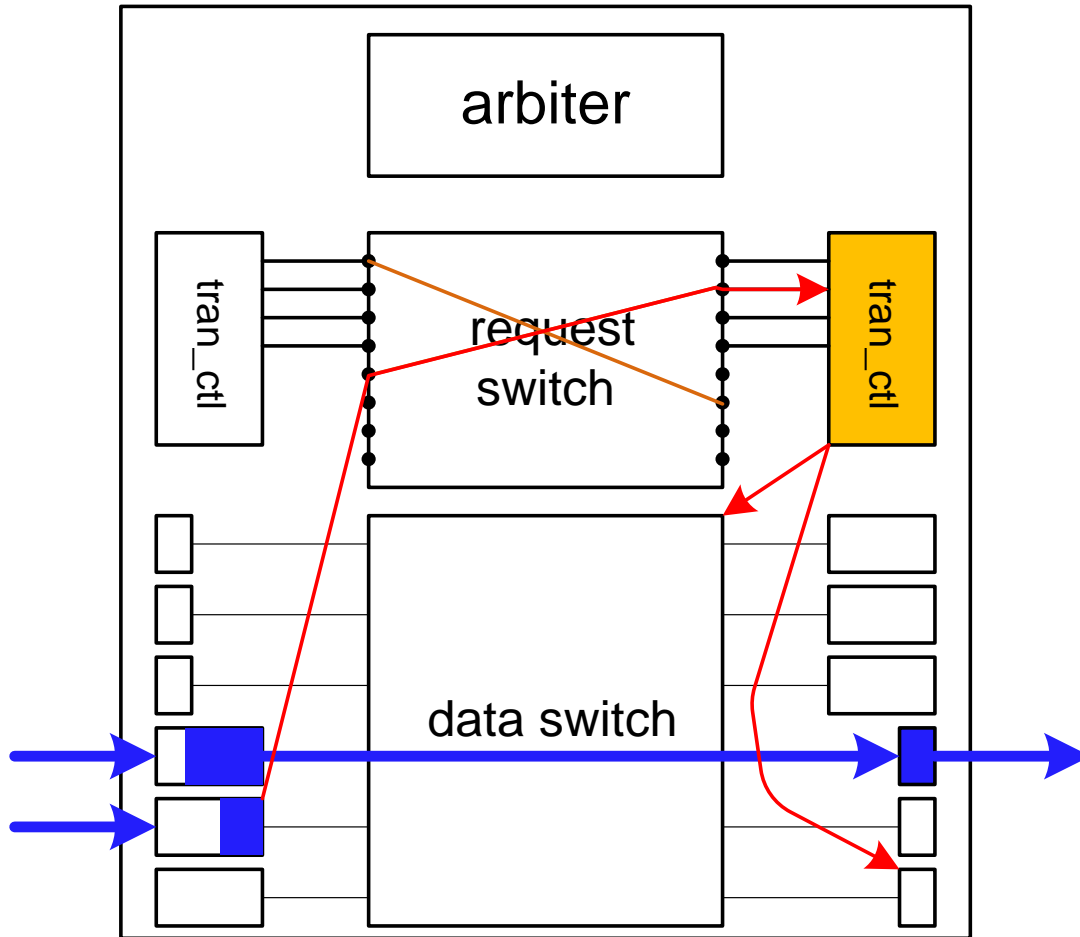 arbiter
tran_ctl
request
switch
tran_ctl
data switch